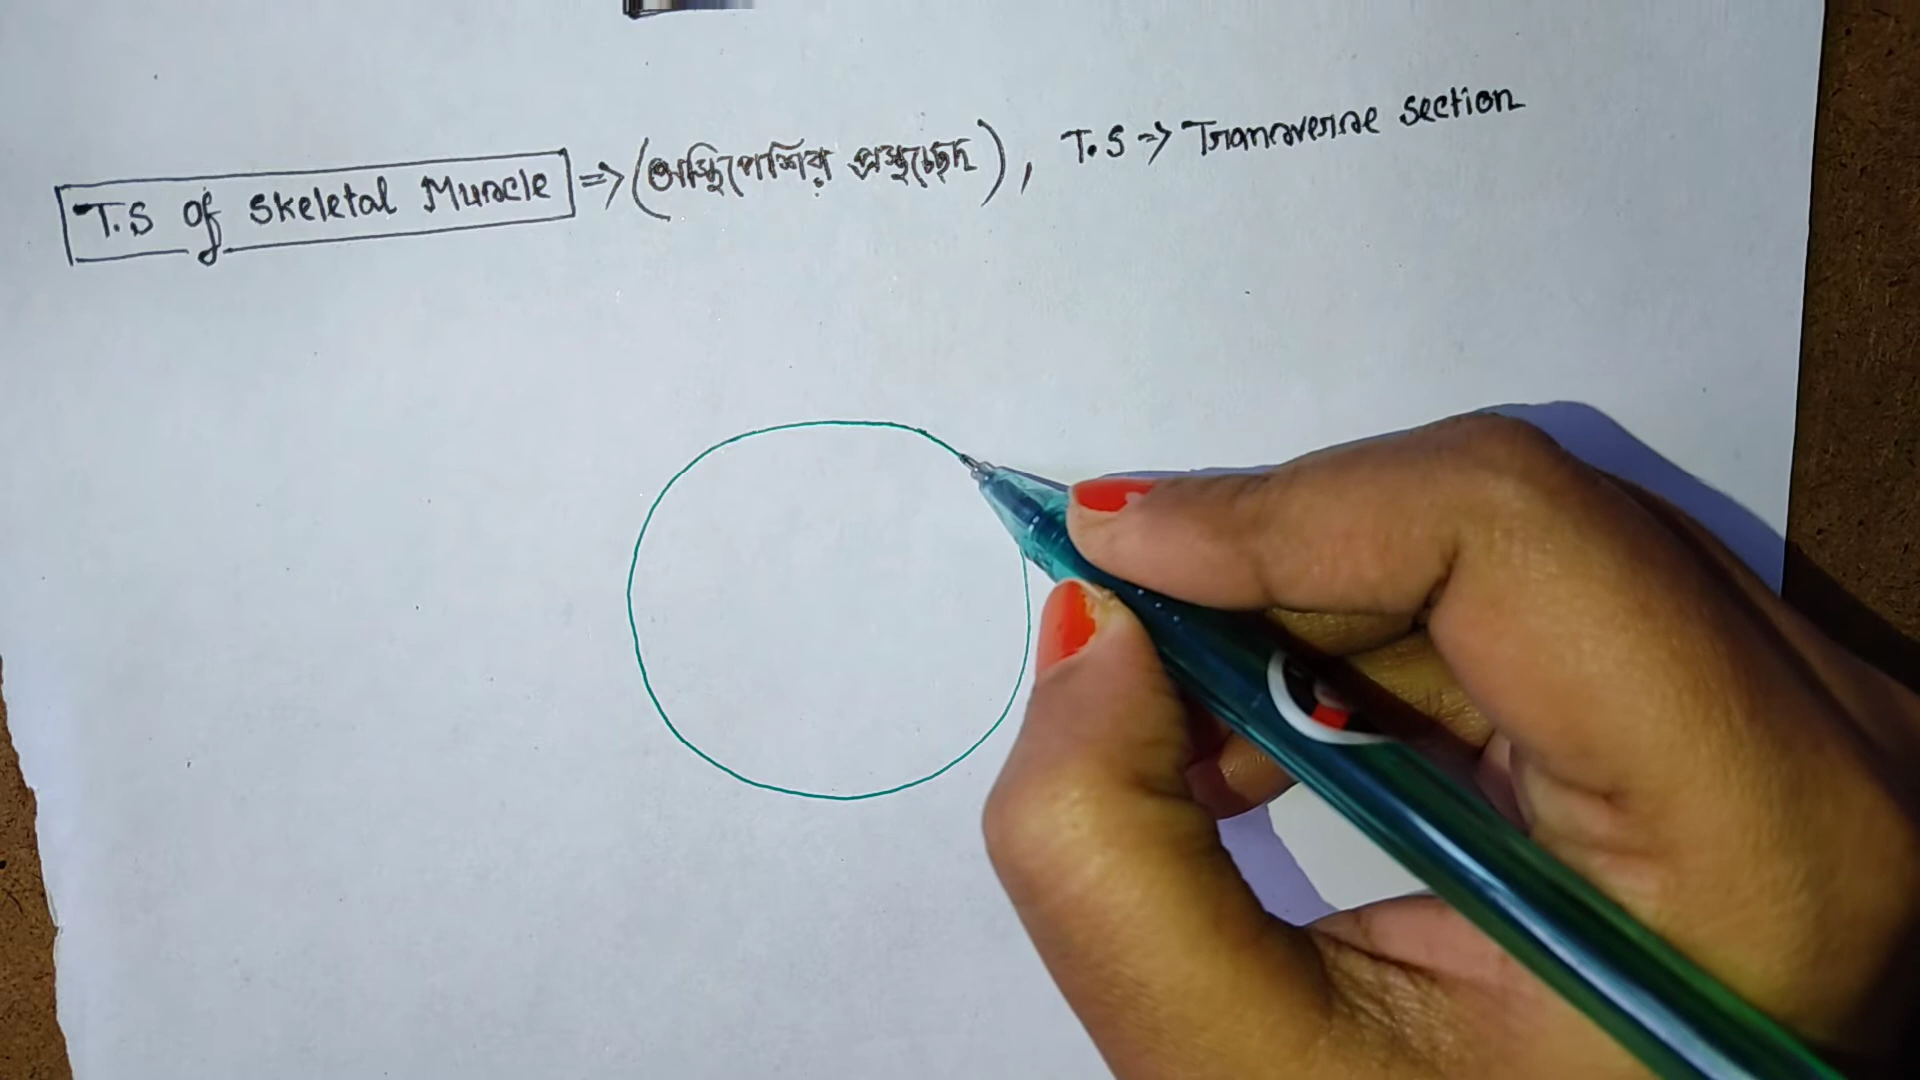 T.S of Skeletal Muscle => (অস্থিপেশির প্রস্থচ্ছেদ), T.S => Transverse section